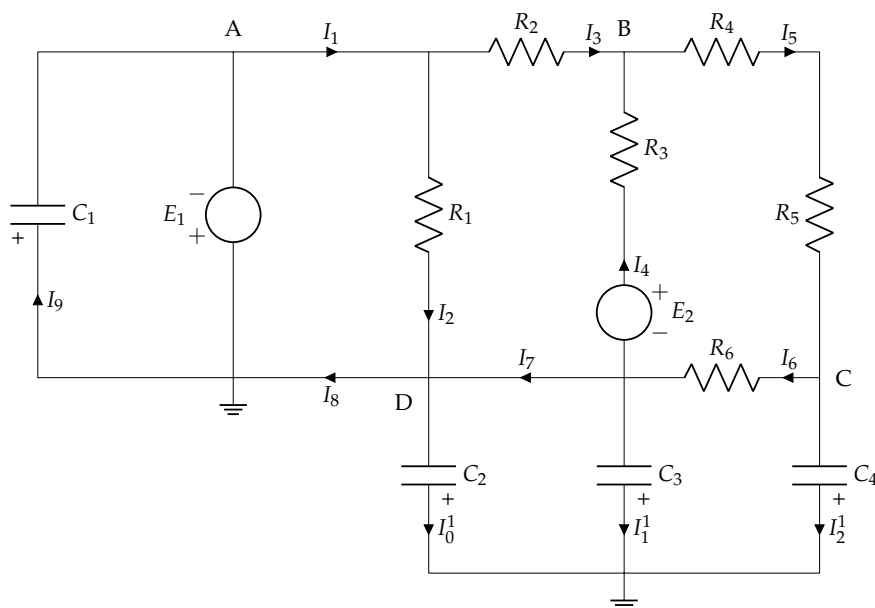 A I₁ R₂ I₃ B R₄ I₅
R₃
C₁ + E₁ − + R₁ R₅
I₉ I₂ I₄ + − E₂
I₈ D I₇ R₆ I₆ C
C₂ + C₃ + C₄ +
I₀¹ I₁¹ I₂¹